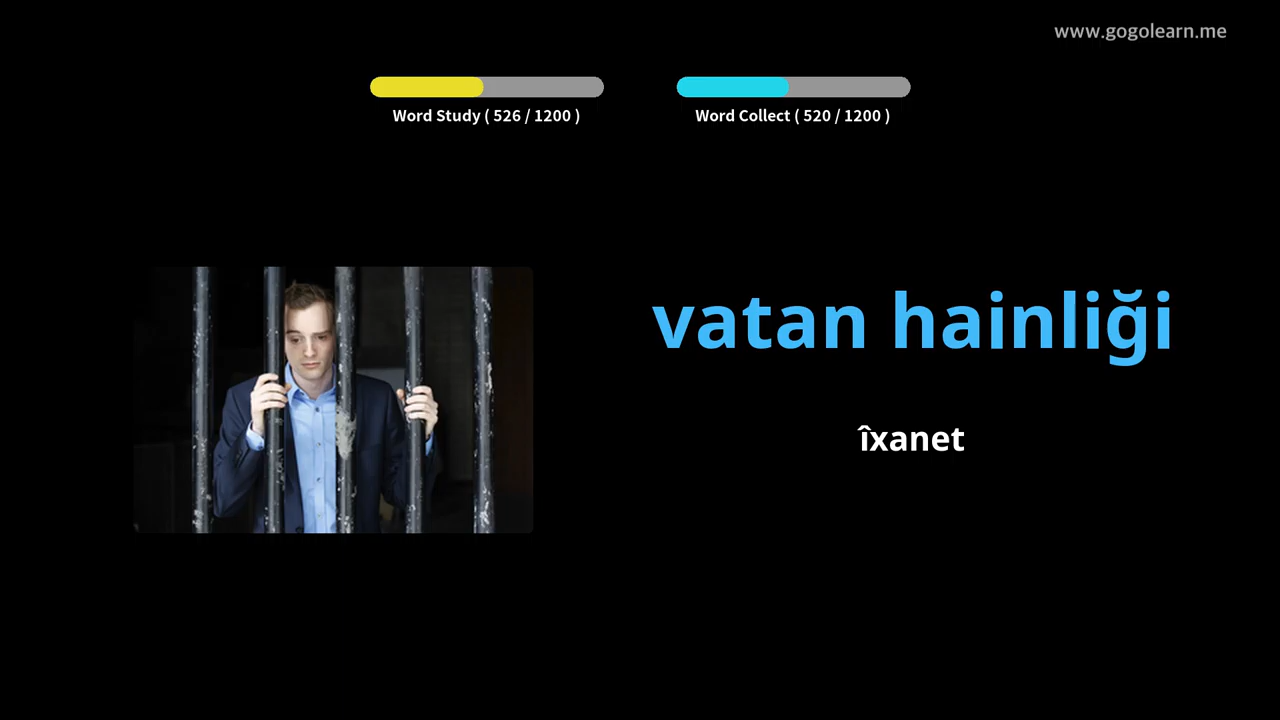 www.gogolearn.me
Word Study ( 526 / 1200 )
Word Collect ( 520 / 1200 )
vatan hainliği
îxanet